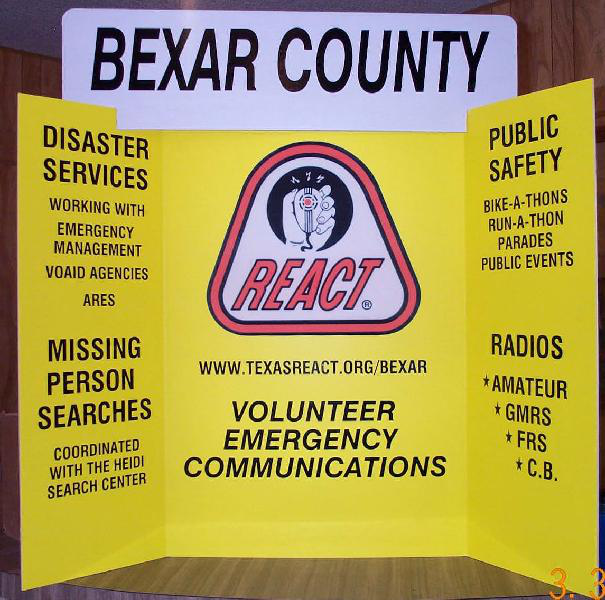 BEXAR COUNTY
DISASTER
SERVICES
WORKING WITH
EMERGENCY
MANAGEMENT
VOAID AGENCIES
ARES
MISSING
PERSON
SEARCHES
COORDINATED
WITH THE HEIDI
SEARCH CENTER
REACT®
WWW.TEXASREACT.ORG/BEXAR
VOLUNTEER
EMERGENCY
COMMUNICATIONS
PUBLIC
SAFETY
BIKE-A-THONS
RUN-A-THON
PARADES
PUBLIC EVENTS
RADIOS
★AMATEUR
★GMRS
★FRS
★C.B.
3. 3